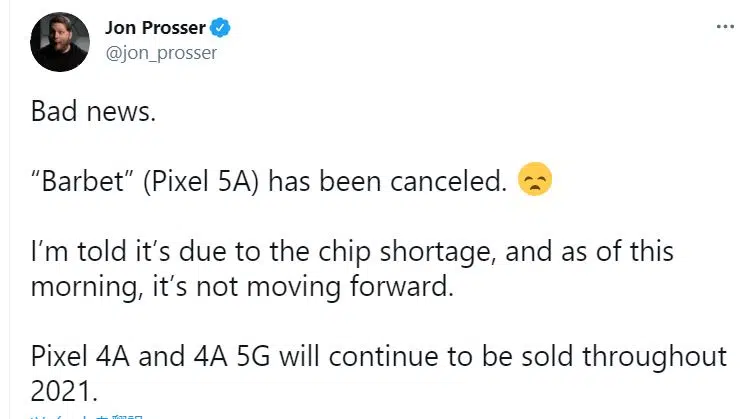 Jon Prosser
@jon_prosser
Bad news.
“Barbet” (Pixel 5A) has been canceled. 😞
I’m told it’s due to the chip shortage, and as of this
morning, it’s not moving forward.
Pixel 4A and 4A 5G will continue to be sold throughout
2021.